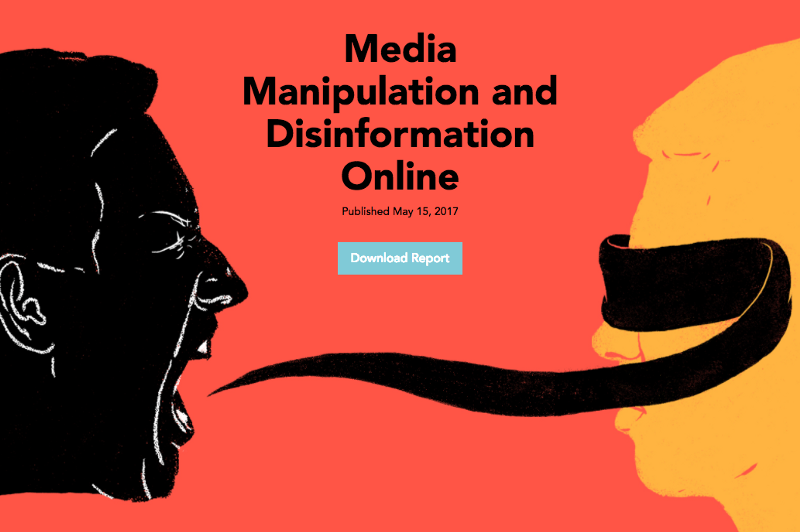 Media
Manipulation and
Disinformation
Online
Published May 15, 2017
Download Report